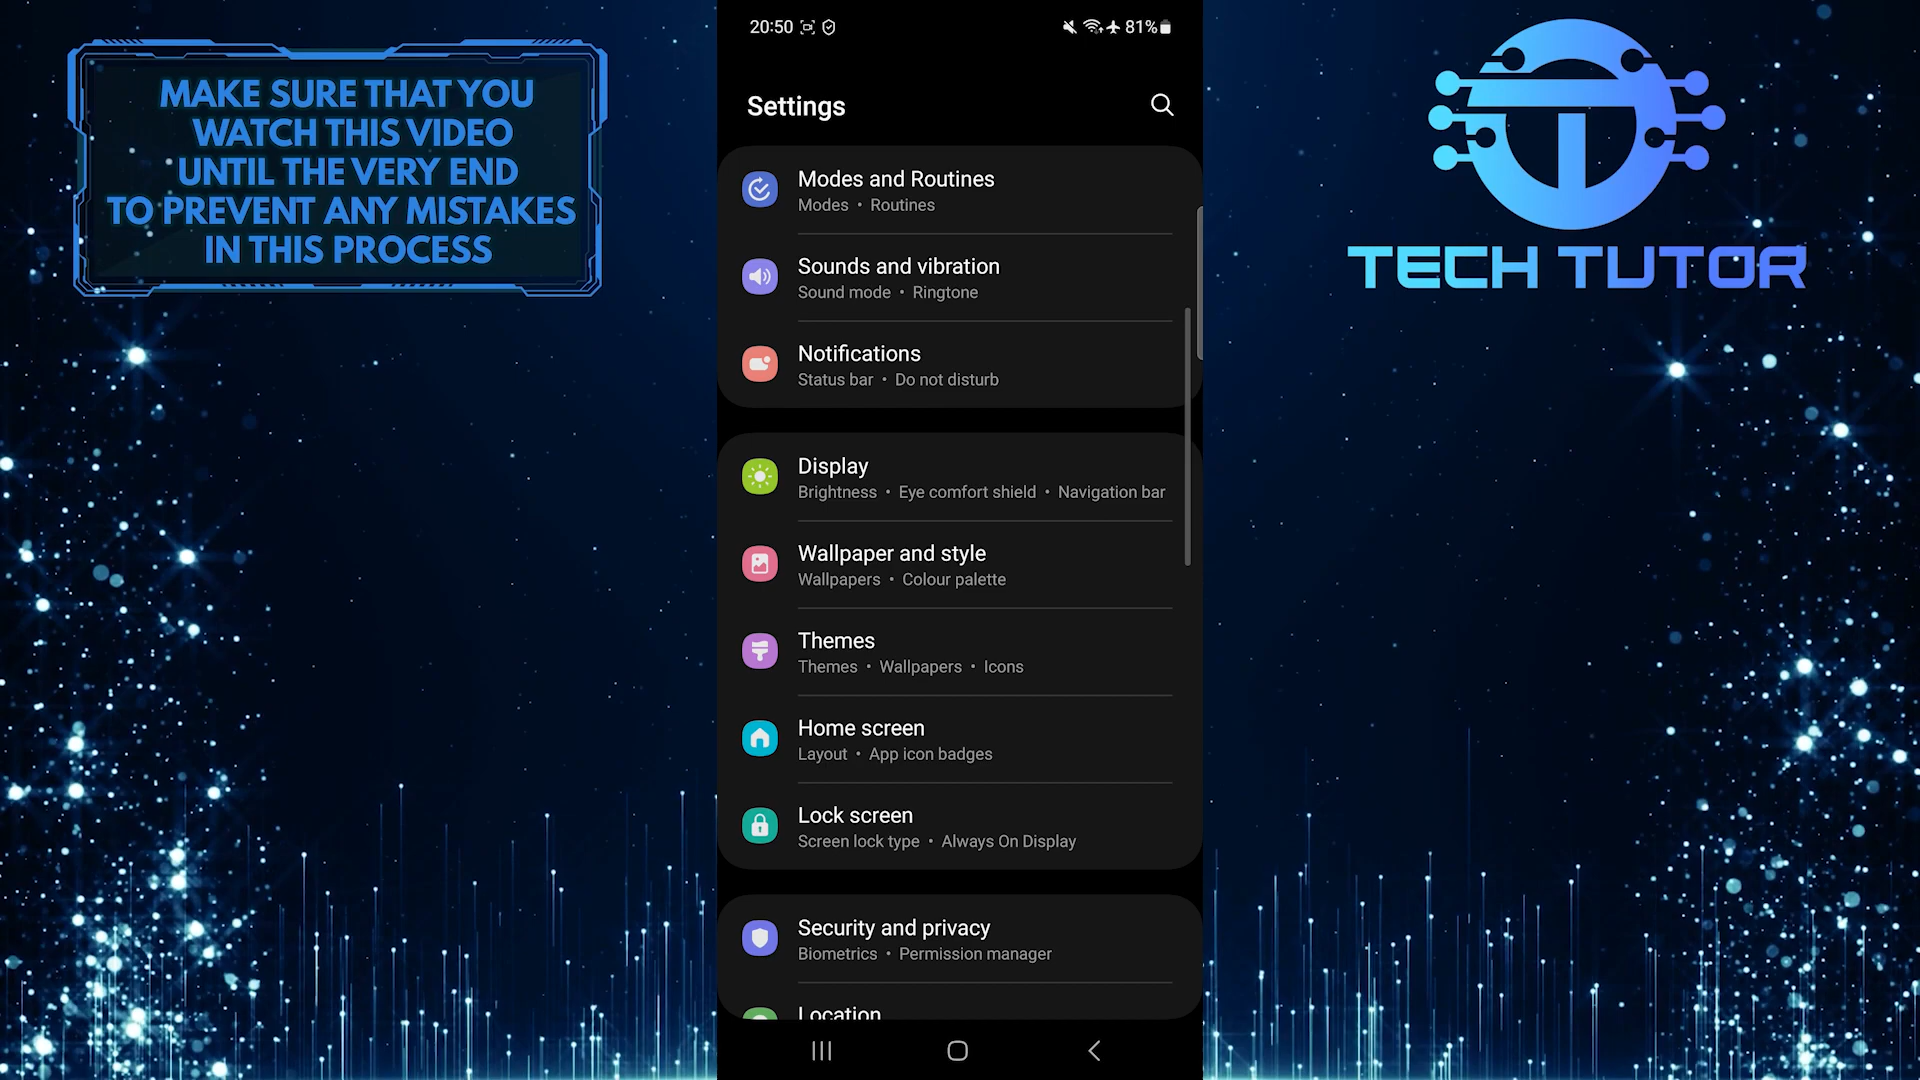 MAKE SURE THAT YOU
WATCH THIS VIDEO
UNTIL THE VERY END
TO PREVENT ANY MISTAKES
IN THIS PROCESS
20:50
81%
Settings
Modes and Routines
Modes • Routines
Sounds and vibration
Sound mode • Ringtone
Notifications
Status bar • Do not disturb
Display
Brightness • Eye comfort shield • Navigation bar
Wallpaper and style
Wallpapers • Colour palette
Themes
Themes • Wallpapers • Icons
Home screen
Layout • App icon badges
Lock screen
Screen lock type • Always On Display
Security and privacy
Biometrics • Permission manager
Location
TECH TUTOR